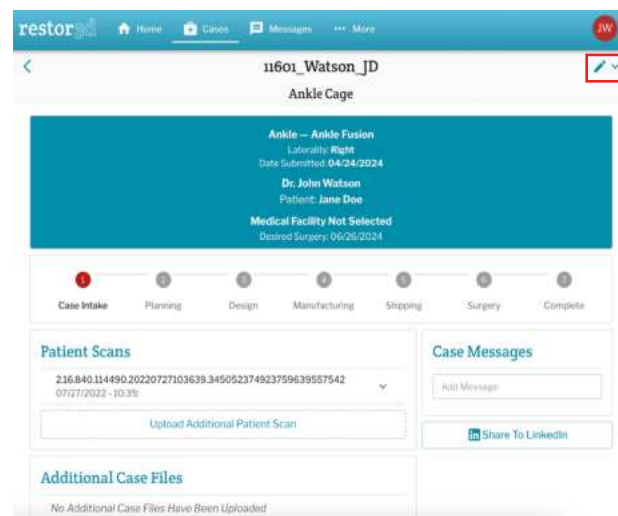 restor3d Home Cases Messages ••• More JW
11601_Watson_JD
Ankle Cage
Ankle — Ankle Fusion
Laterality: Right
Date Submitted: 04/24/2024
Dr. John Watson
Patient: Jane Doe
Medical Facility Not Selected
Desired Surgery: 06/26/2024
1 2 3 4 5 6 7
Case Intake Planning Design Manufacturing Shipping Surgery Complete
Patient Scans
2.16.840.114490.20220727103639.345052374923759639557542
07/27/2022 - 10:39
Upload Additional Patient Scan
Case Messages
Add Message
in Share To LinkedIn
Additional Case Files
No Additional Case Files Have Been Uploaded